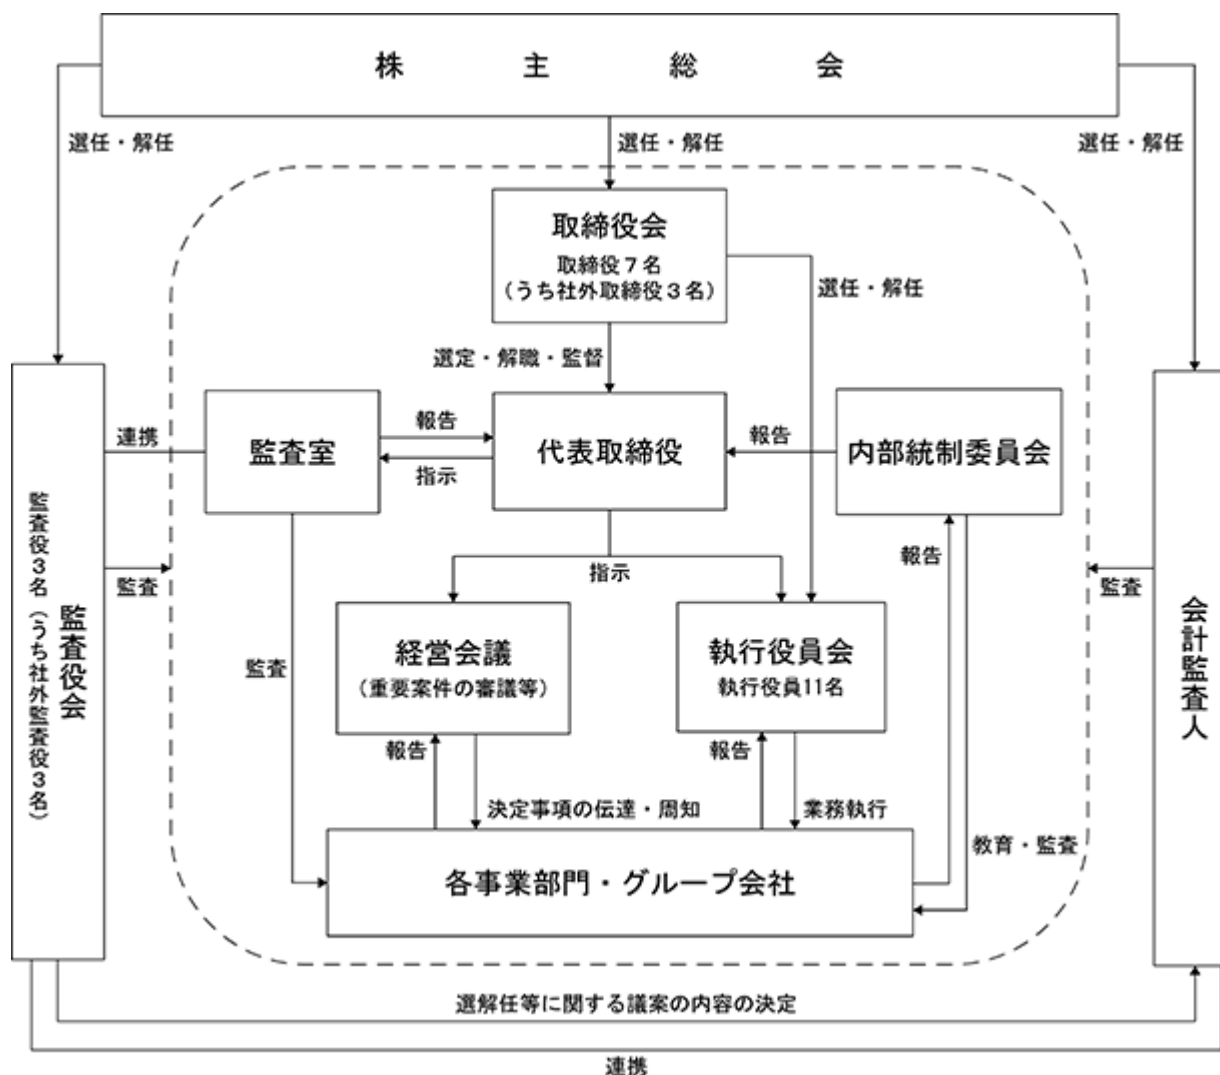 株主総会
選任・解任
選任・解任
選任・解任
取締役会
取締役７名
（うち社外取締役３名）
選任・解任
選定・解職・監督
連携
監査室
報告
指示
代表取締役
報告
内部統制委員会
監査役会
監査役３名（うち社外監査役３名）
監査
指示
報告
監査
会計監査人
監査
経営会議
（重要案件の審議等）
執行役員会
執行役員11名
報告
決定事項の伝達・周知
報告
業務執行
教育・監査
各事業部門・グループ会社
選解任等に関する議案の内容の決定
連携